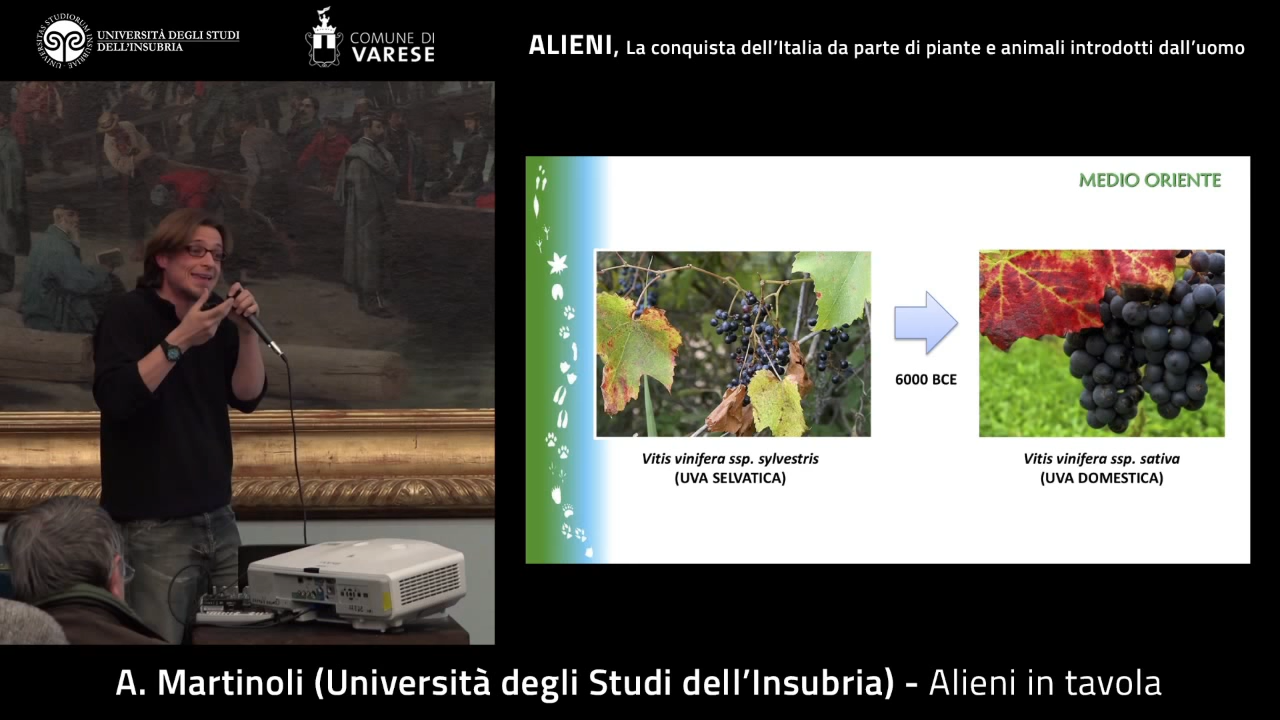 UNIVERSITÀ DEGLI STUDI
DELL'INSUBRIA
COMUNE DI
VARESE
ALIENI, La conquista dell'Italia da parte di piante e animali introdotti dall'uomo
MEDIO ORIENTE
6000 BCE
Vitis vinifera ssp. sylvestris
(UVA SELVATICA)
Vitis vinifera ssp. sativa
(UVA DOMESTICA)
A. Martinoli (Università degli Studi dell'Insubria) - Alieni in tavola